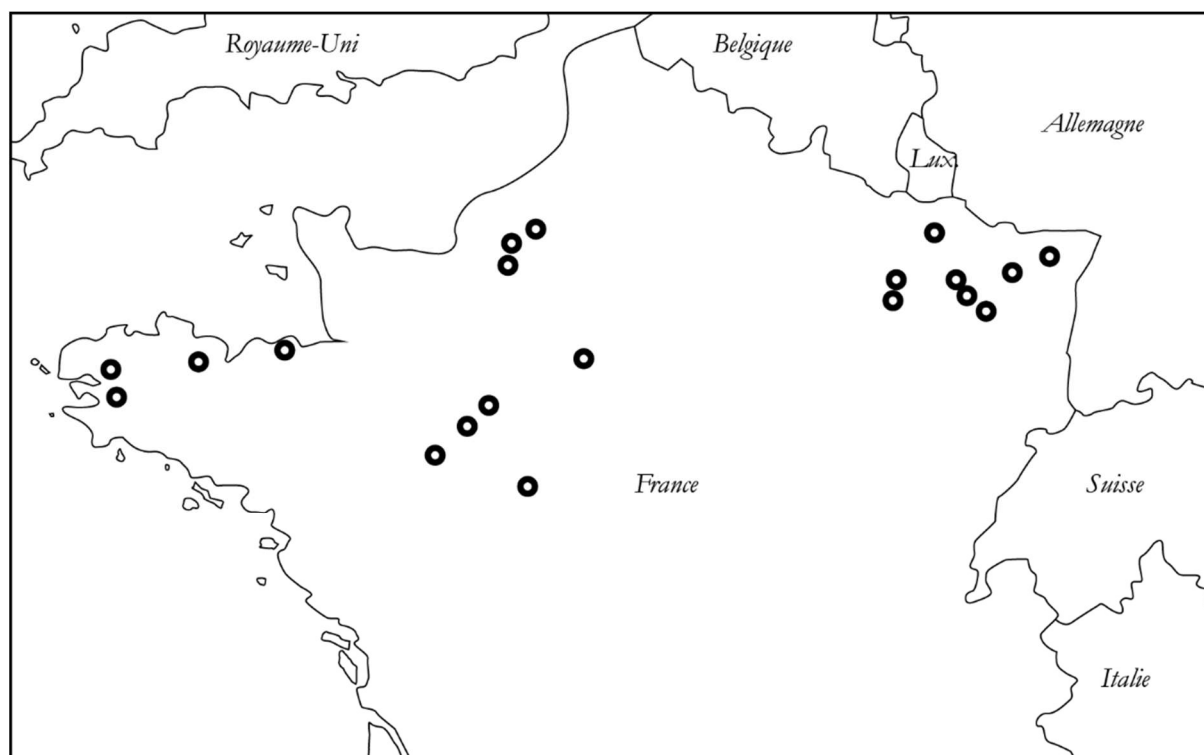 Royaume-Uni
Belgique
Allemagne
Lux.
France
Suisse
Italie